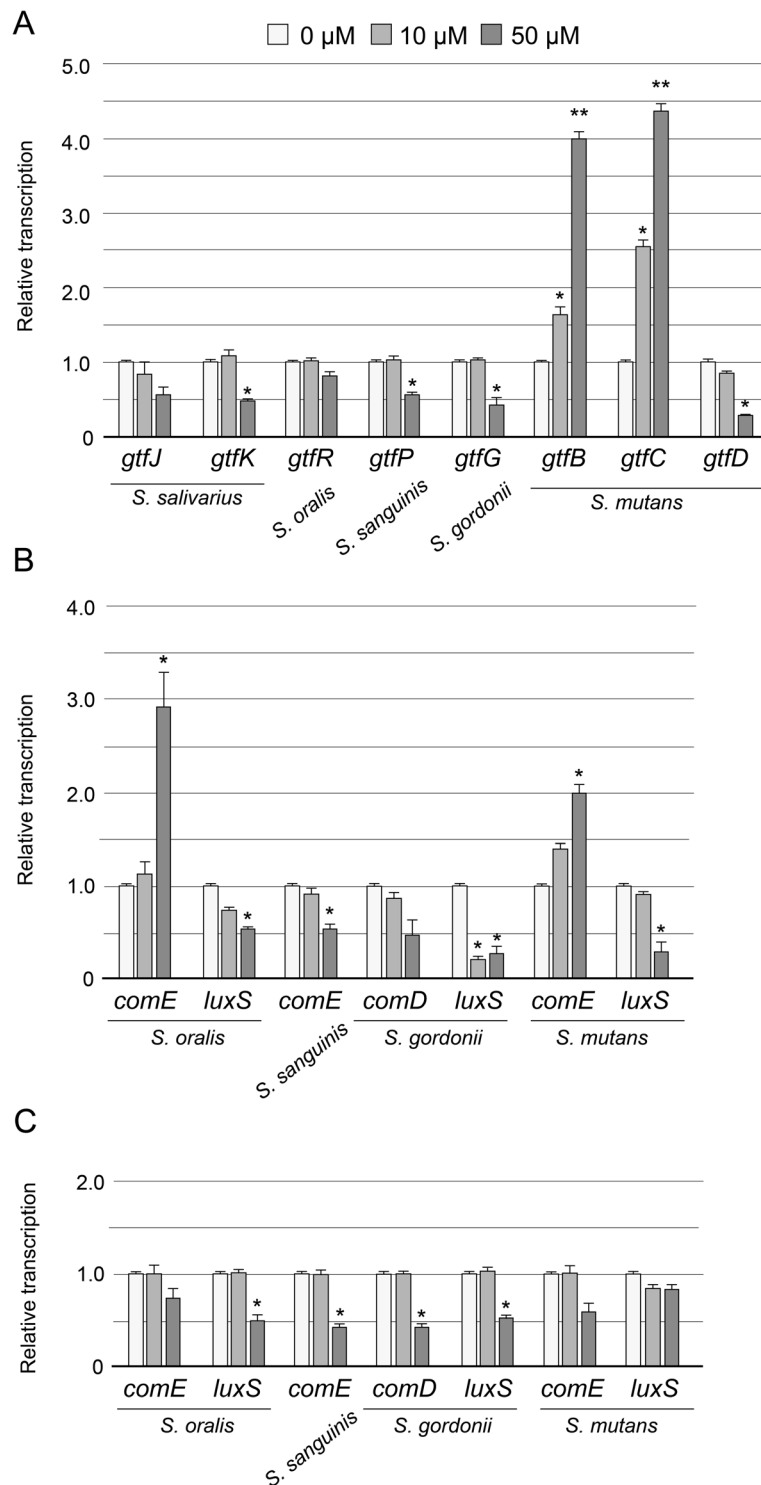 A
0 µM 10 µM 50 µM
5.0
4.0
3.0
2.0
1.0
0
Relative transcription
** **
* * * * * *
gtfJ gtfK gtfR gtfP gtfG gtfB gtfC gtfD
S. salivarius S. oralis S. sanguinis S. gordonii S. mutans
B
4.0
3.0
2.0
1.0
0
Relative transcription
* * * * * * *
comE luxS comE comD luxS comE luxS
S. oralis S. sanguinis S. gordonii S. mutans
C
2.0
1.0
0
Relative transcription
* * * *
comE luxS comE comD luxS comE luxS
S. oralis S. sanguinis S. gordonii S. mutans